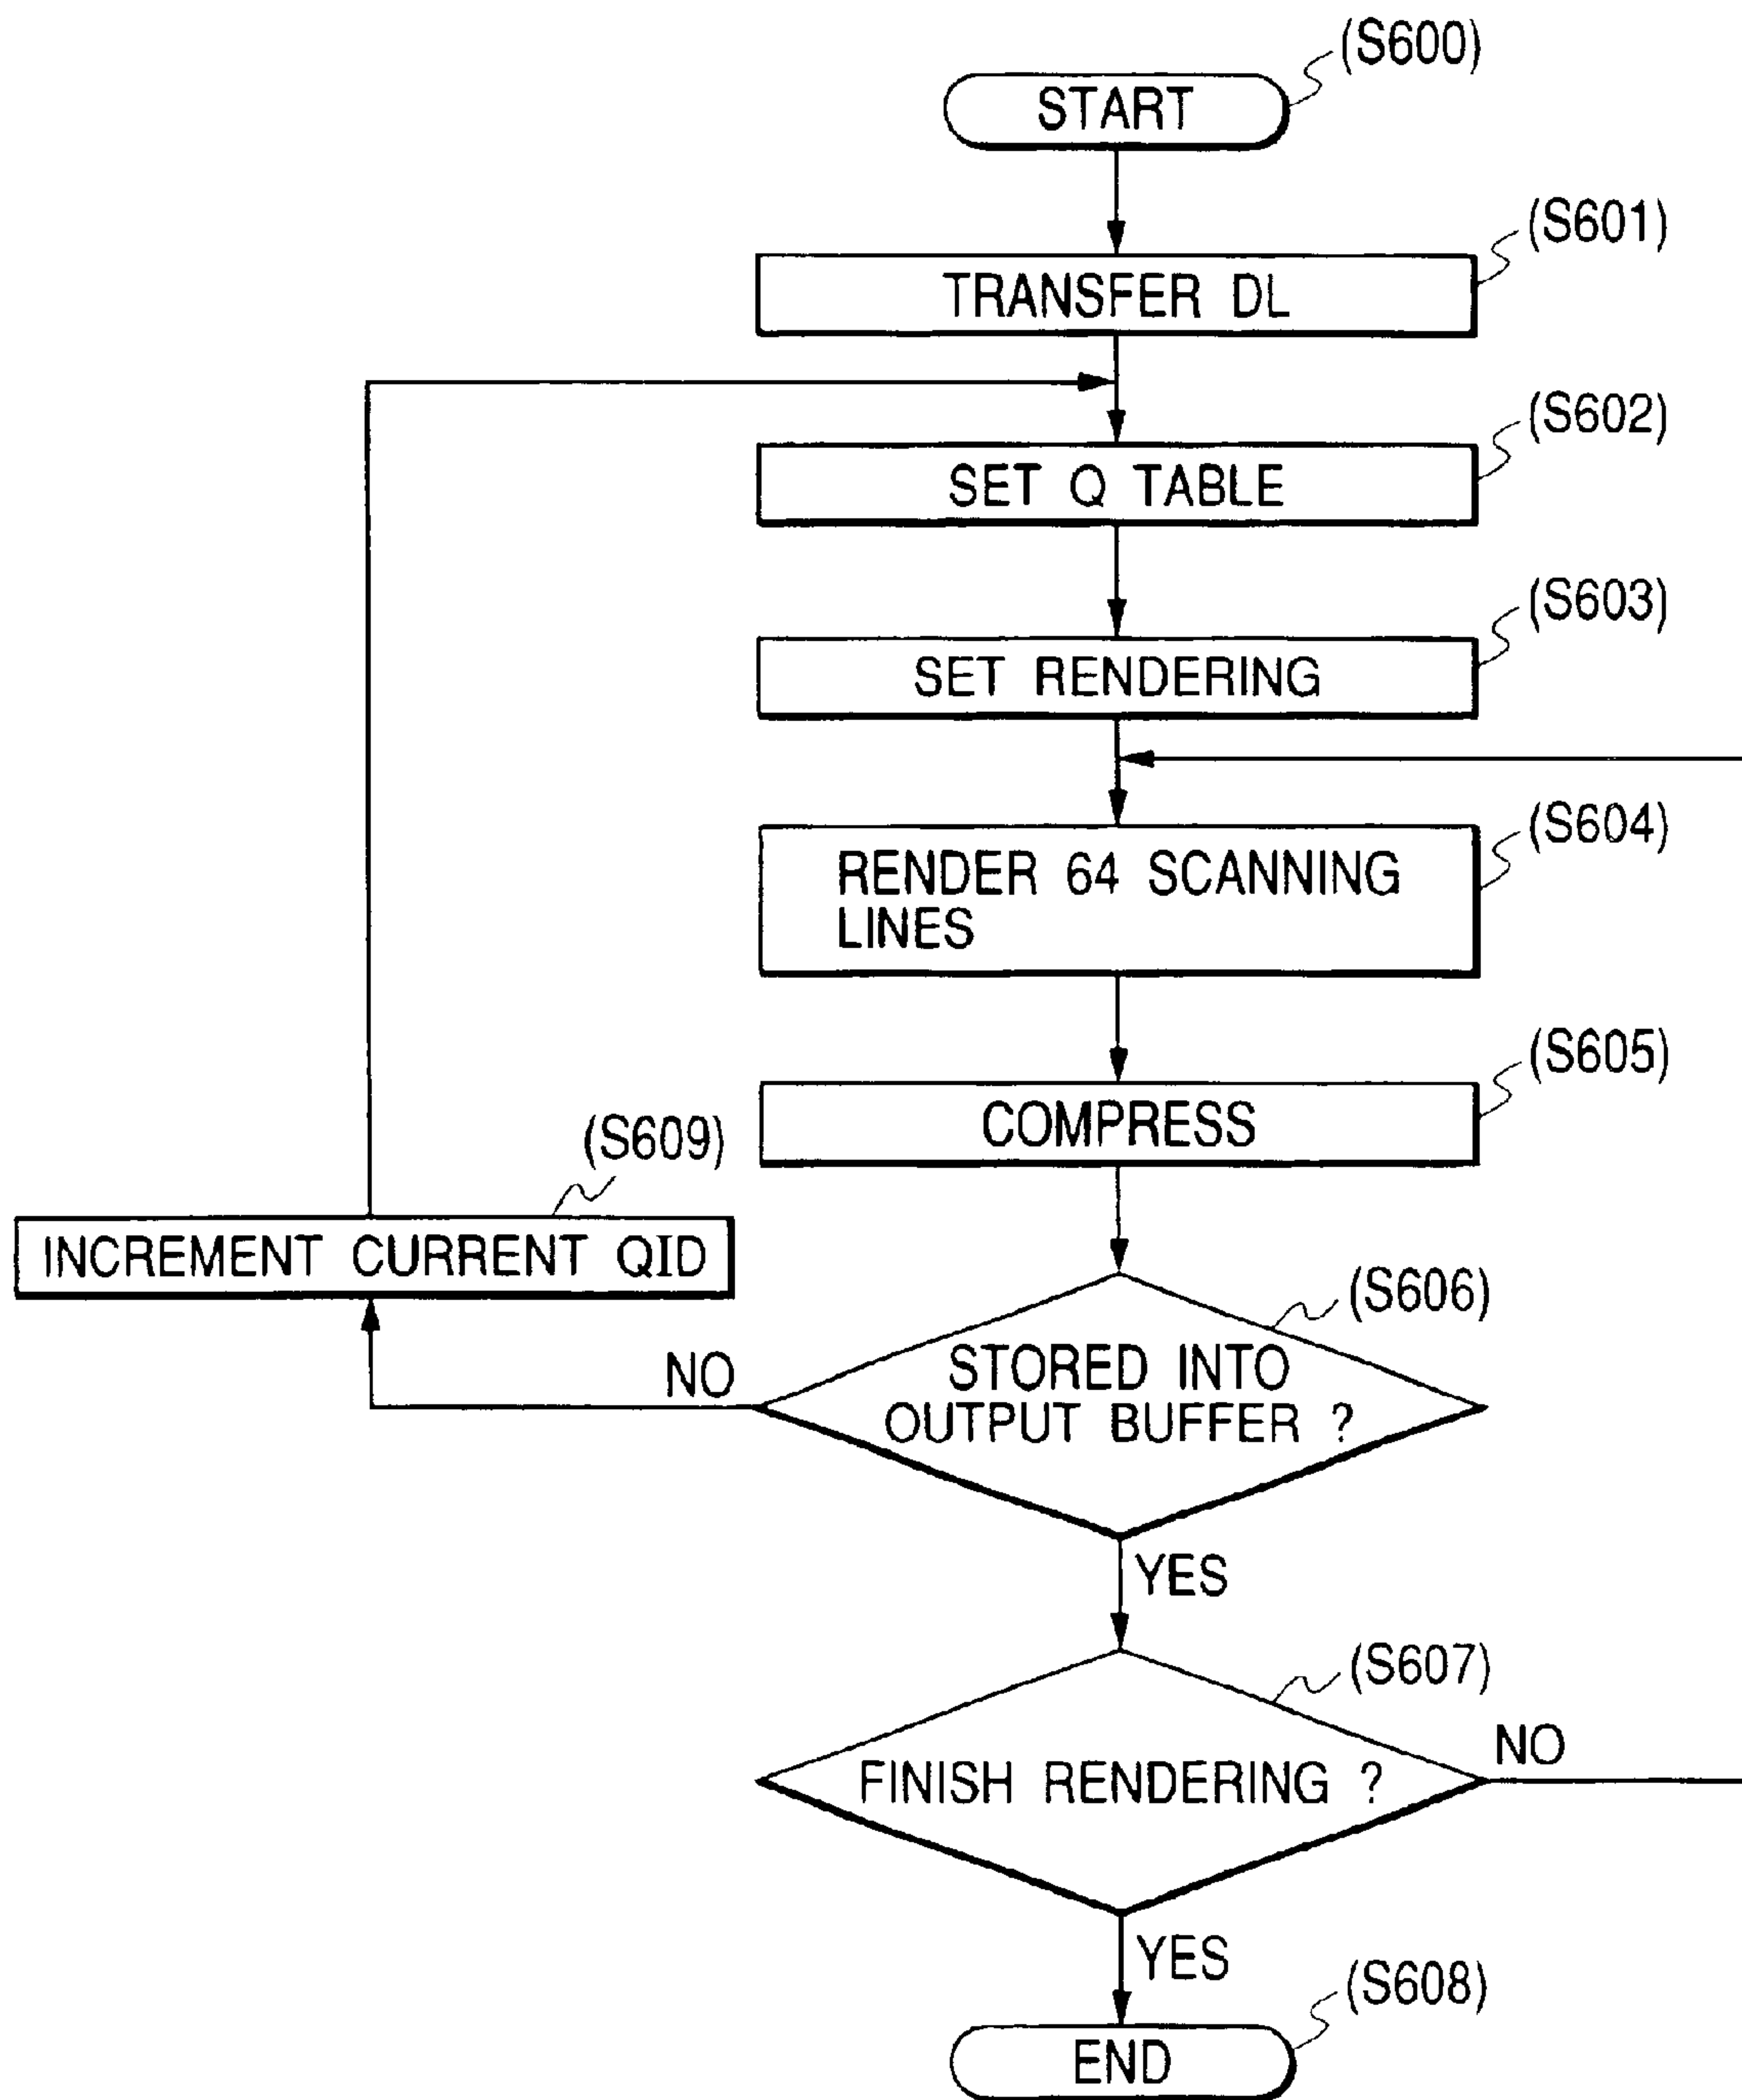 (S600)
START
(S601)
TRANSFER DL
(S602)
SET Q TABLE
(S603)
SET RENDERING
(S604)
RENDER 64 SCANNING
LINES
(S605)
COMPRESS
(S609)
INCREMENT CURRENT QID
(S606)
STORED INTO
OUTPUT BUFFER ?
NO
YES
(S607)
FINISH RENDERING ?
NO
YES
(S608)
END